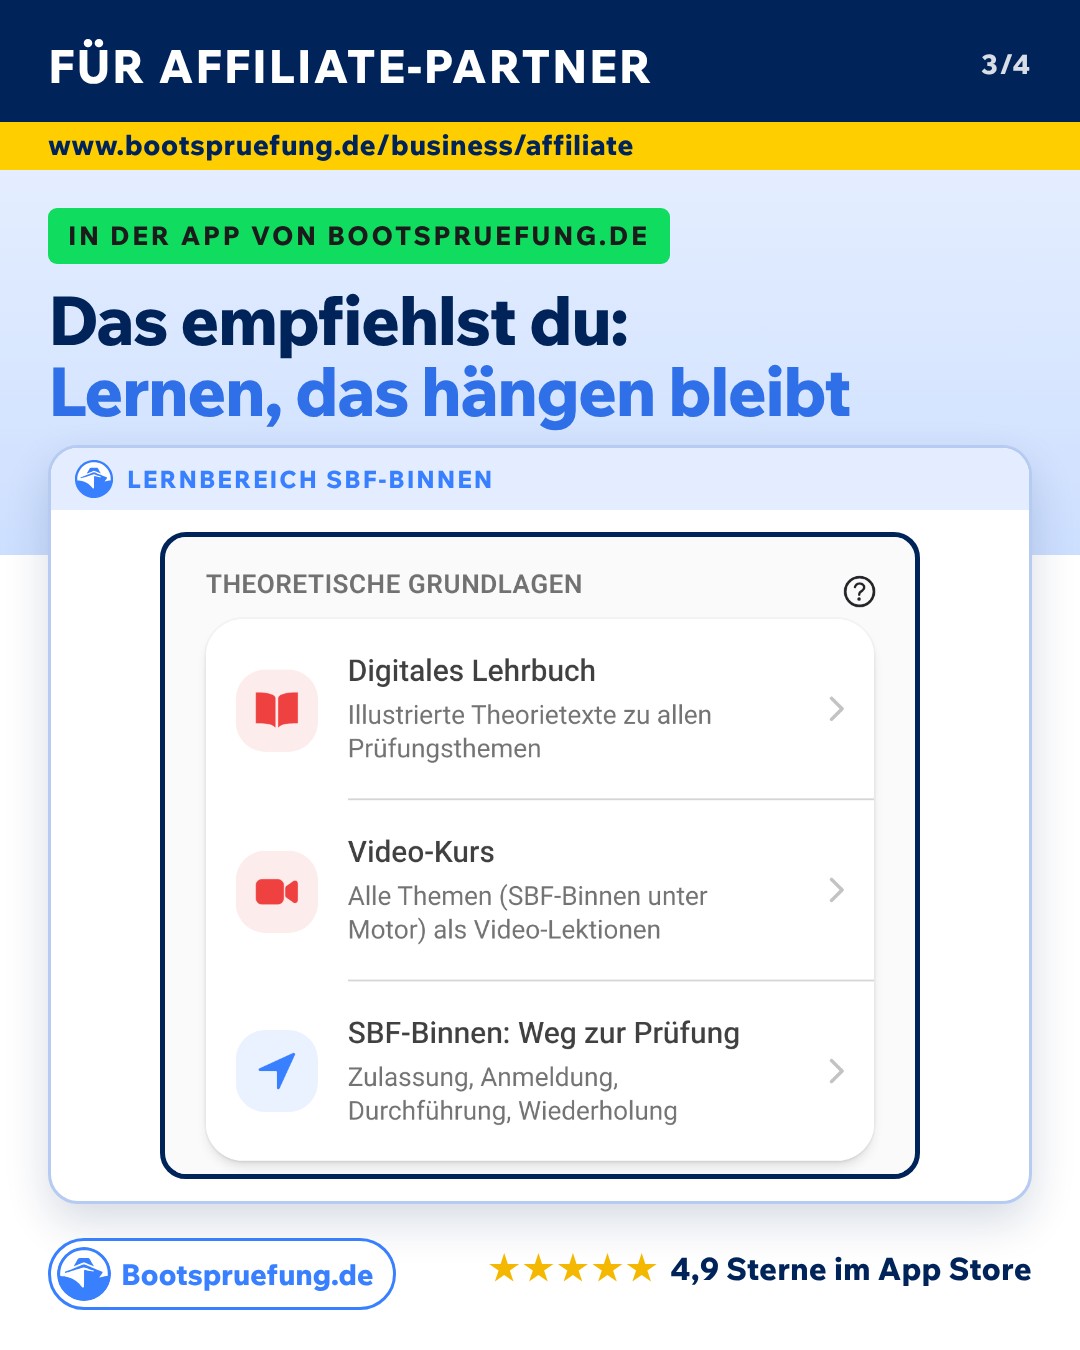 FÜR AFFILIATE-PARTNER
3/4
www.bootspruefung.de/business/affiliate
IN DER APP VON BOOTSPRUEFUNG.DE
Das empfiehlst du:
Lernen, das hängen bleibt
LERNBEREICH SBF-BINNEN
THEORETISCHE GRUNDLAGEN
?
Digitales Lehrbuch
Illustrierte Theorietexte zu allen
Prüfungsthemen
Video-Kurs
Alle Themen (SBF-Binnen unter
Motor) als Video-Lektionen
SBF-Binnen: Weg zur Prüfung
Zulassung, Anmeldung,
Durchführung, Wiederholung
Bootspruefung.de
★★★★★ 4,9 Sterne im App Store